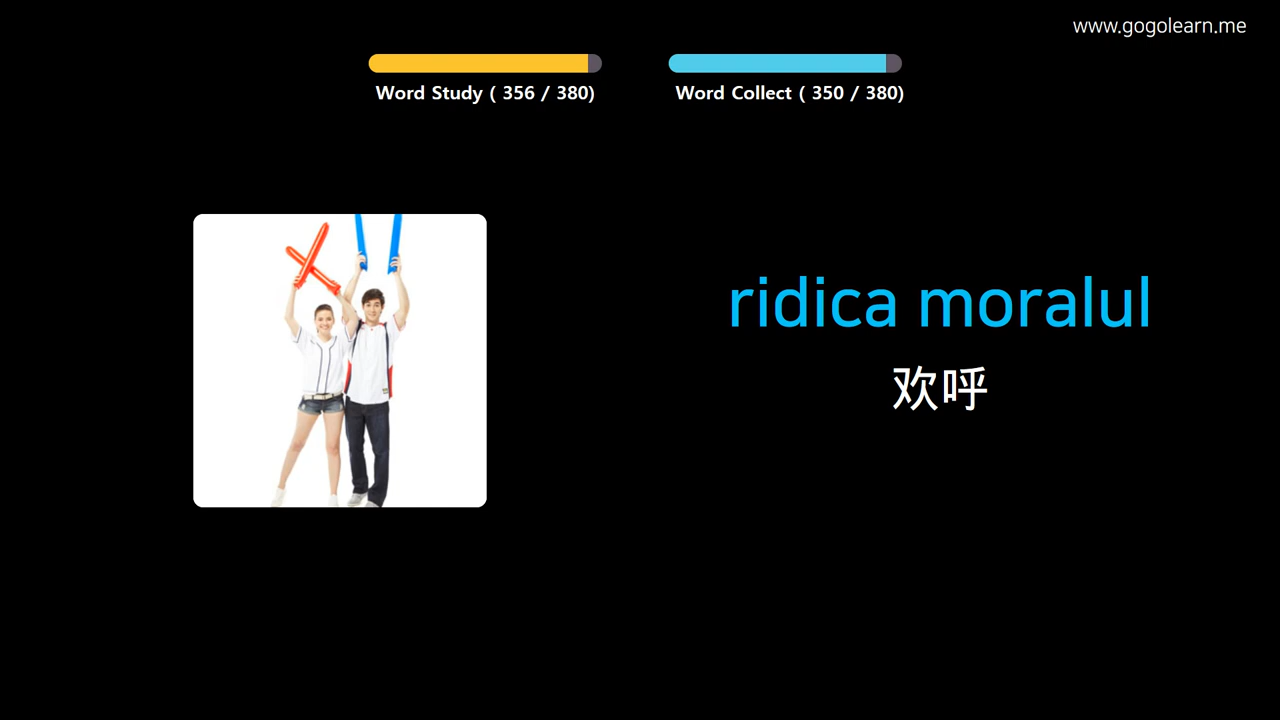 www.gogolearn.me
Word Study ( 356 / 380)
Word Collect ( 350 / 380)
ridica moralul
欢呼